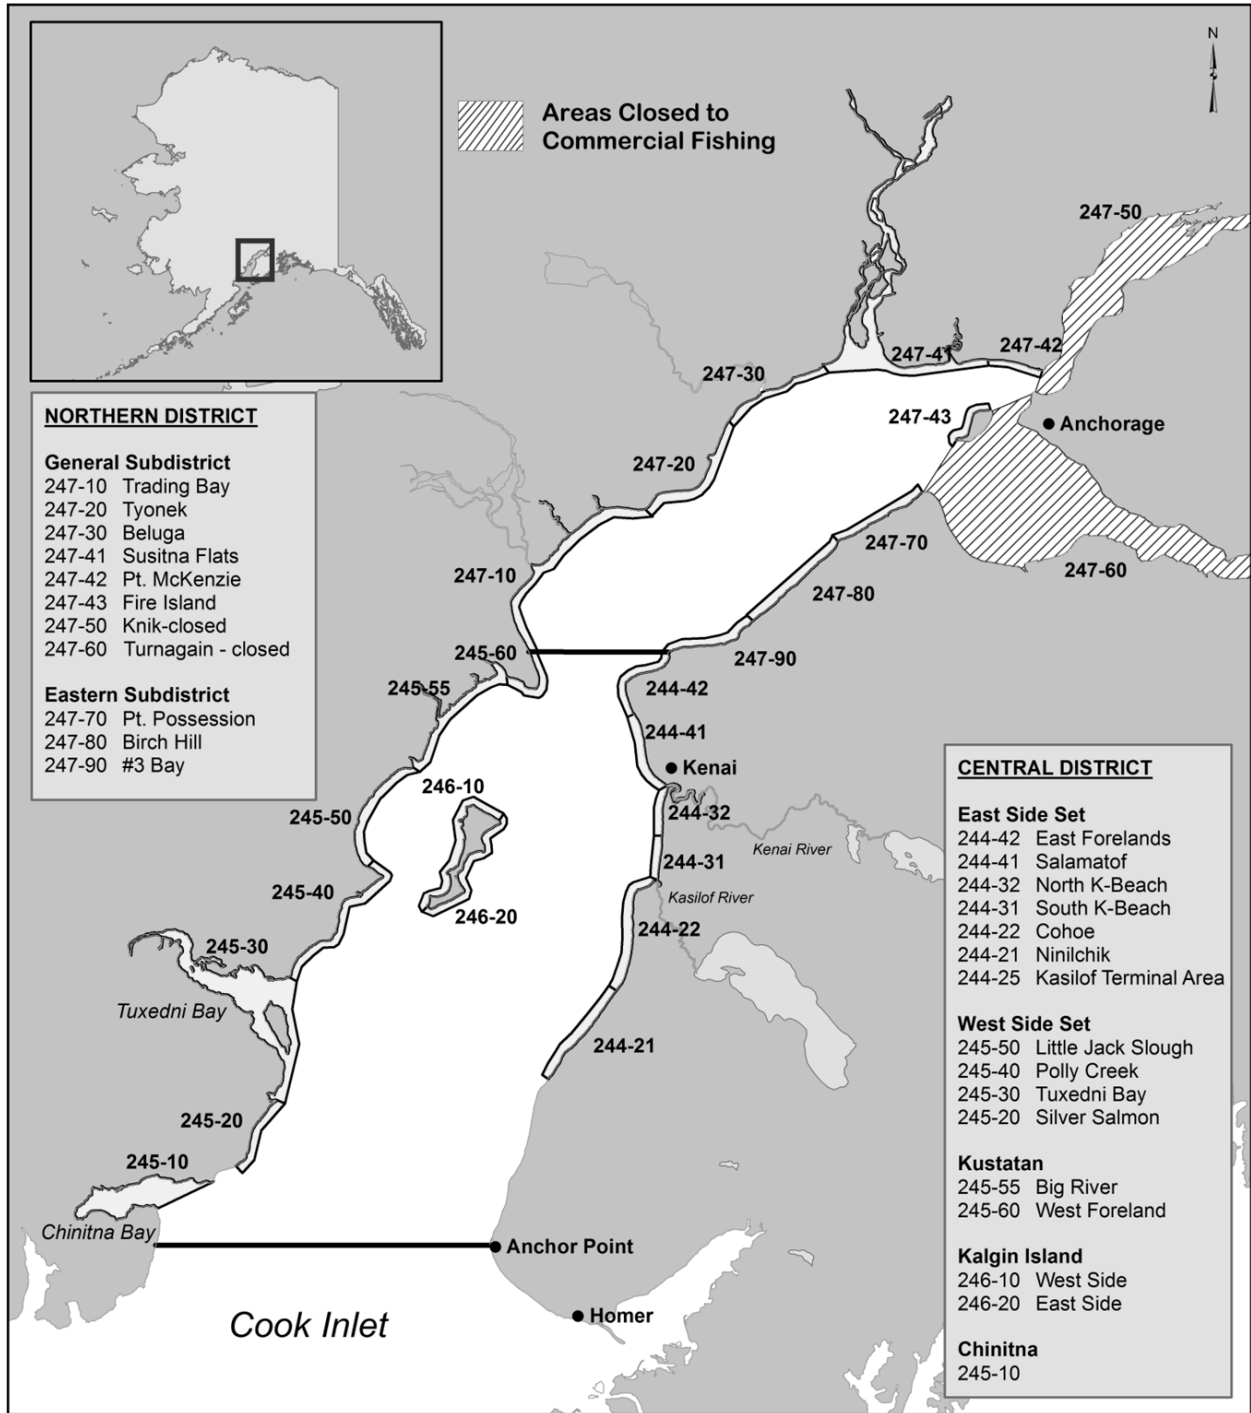 N
Areas Closed to
Commercial Fishing
NORTHERN DISTRICT
General Subdistrict
247-10 Trading Bay
247-20 Tyonek
247-30 Beluga
247-41 Susitna Flats
247-42 Pt. McKenzie
247-43 Fire Island
247-50 Knik-closed
247-60 Turnagain - closed
Eastern Subdistrict
247-70 Pt. Possession
247-80 Birch Hill
247-90 #3 Bay
247-50
247-42
247-41
247-30
247-43
Anchorage
247-20
247-70
247-60
247-10
247-80
245-60
247-90
245-55
244-42
244-41
Kenai
246-10
245-50
244-32
Kenai River
244-31
245-40
Kasilof River
246-20
244-22
245-30
Tuxedni Bay
244-21
245-20
245-10
Chinitna Bay
Anchor Point
Homer
Cook Inlet
CENTRAL DISTRICT
East Side Set
244-42 East Forelands
244-41 Salamatof
244-32 North K-Beach
244-31 South K-Beach
244-22 Cohoe
244-21 Ninilchik
244-25 Kasilof Terminal Area
West Side Set
245-50 Little Jack Slough
245-40 Polly Creek
245-30 Tuxedni Bay
245-20 Silver Salmon
Kustatan
245-55 Big River
245-60 West Foreland
Kalgin Island
246-10 West Side
246-20 East Side
Chinitna
245-10